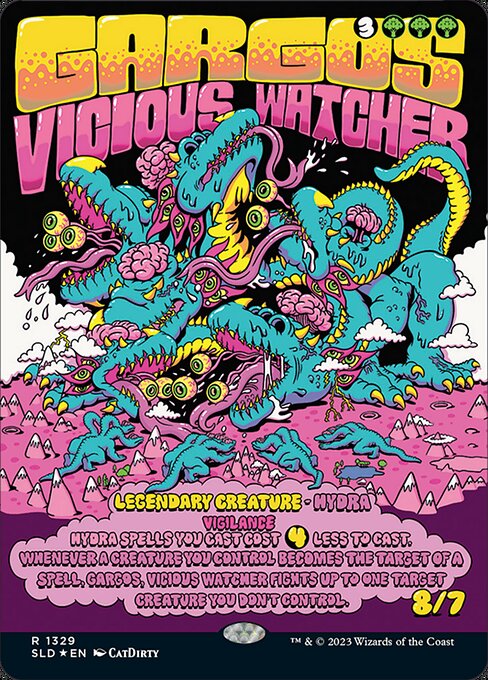 GARGOS 3
VICIOUS WATCHER
LEGENDARY CREATURE - HYDRA
VIGILANCE
HYDRA SPELLS YOU CAST COST 4 LESS TO CAST.
WHENEVER A CREATURE YOU CONTROL BECOMES THE TARGET OF A
SPELL, GARGOS, VICIOUS WATCHER FIGHTS UP TO ONE TARGET
CREATURE YOU DON'T CONTROL.
8/7
R 1329
SLD ★ EN CATDIRTY
™ & © 2023 Wizards of the Coast